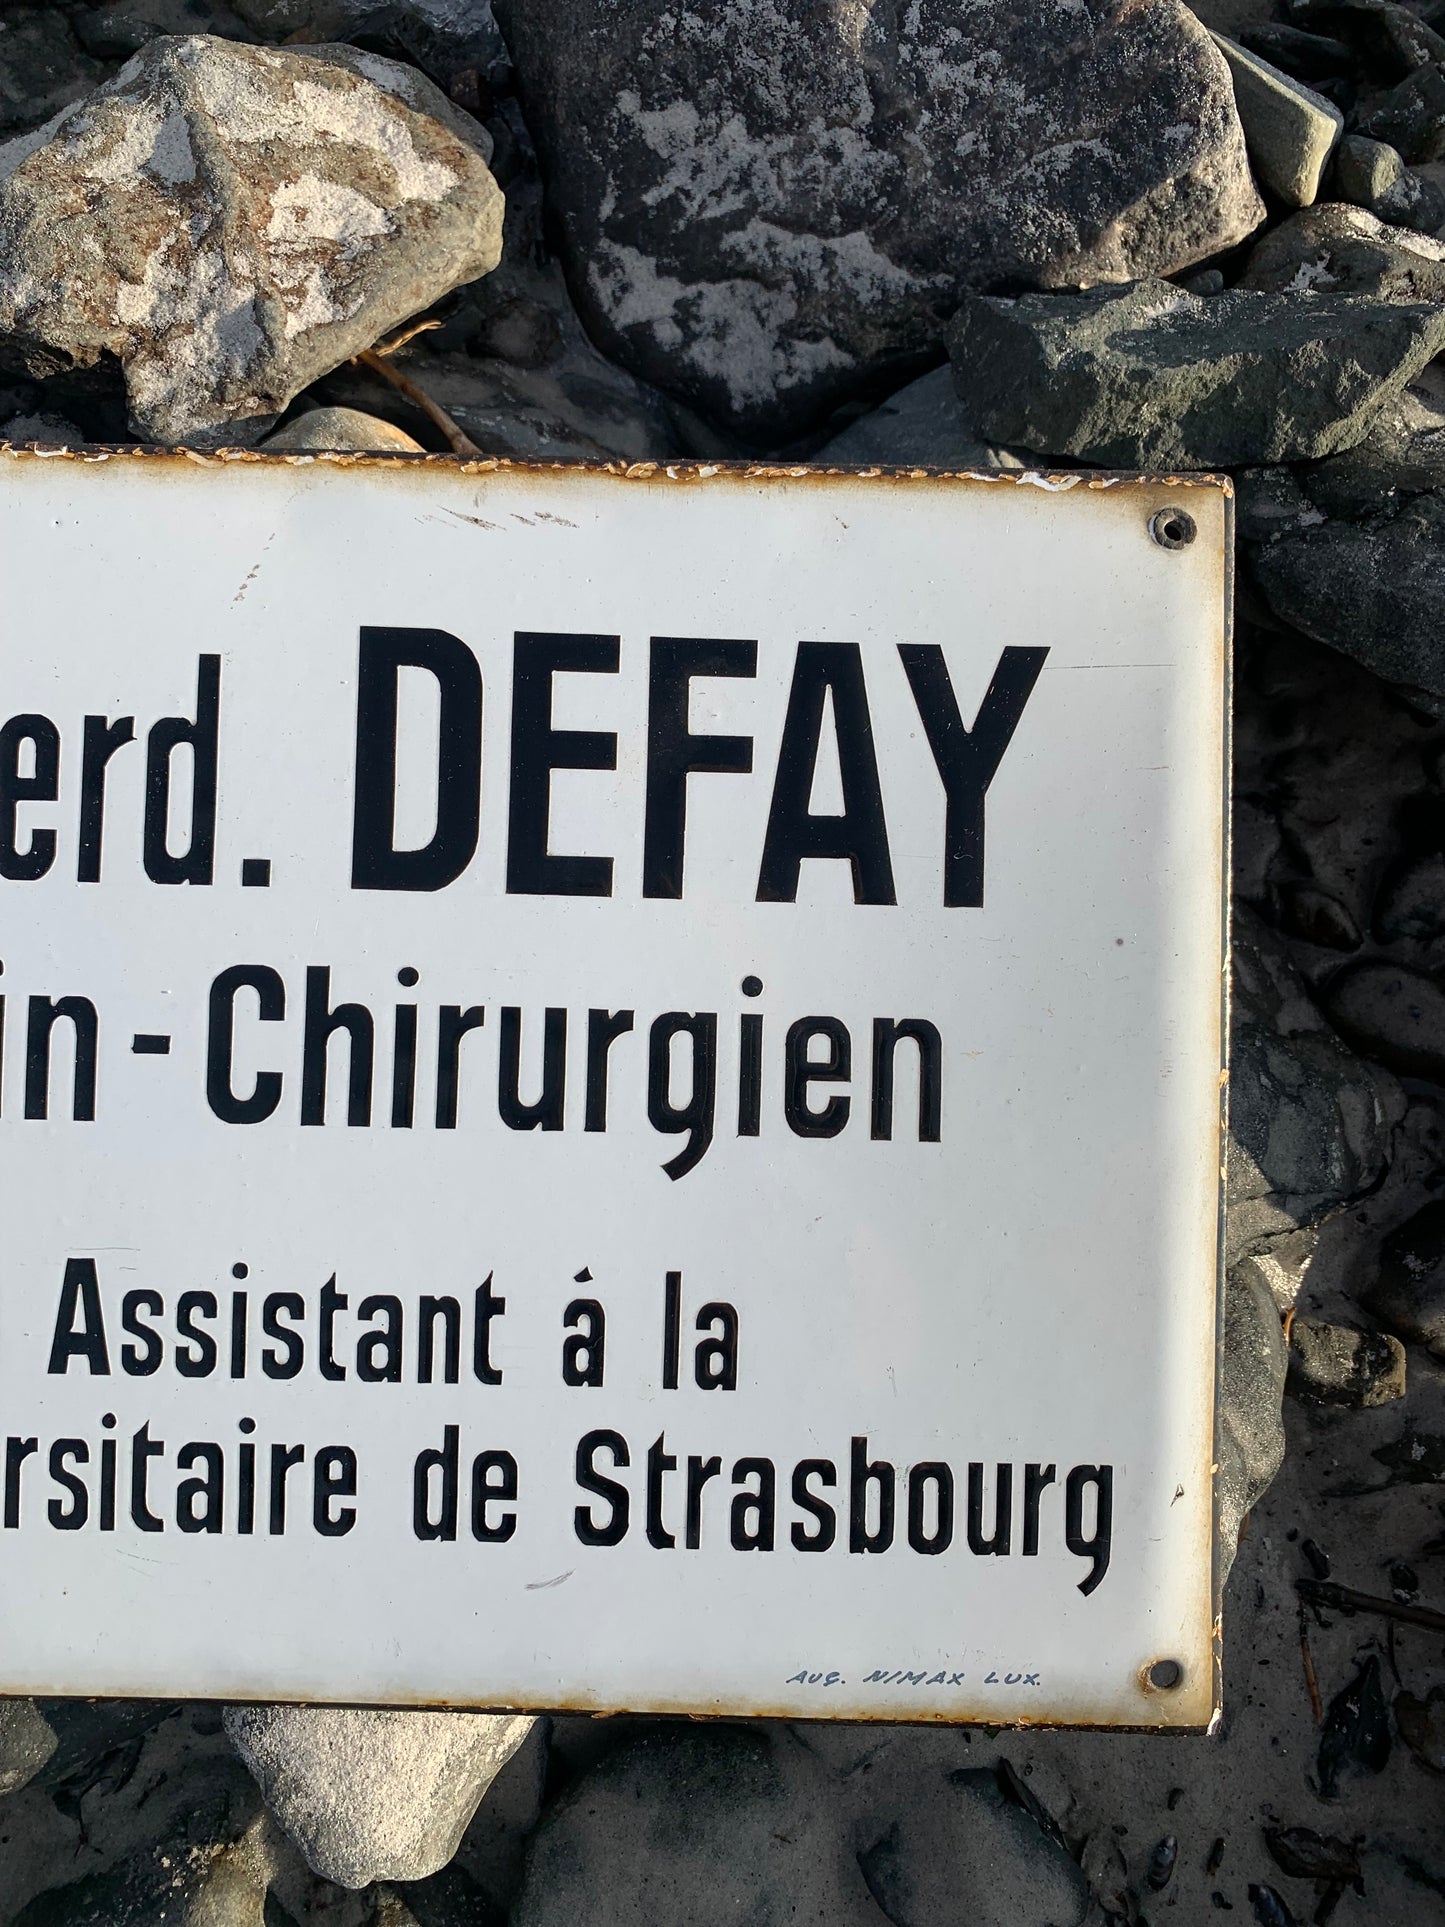 erd. DEFAY
in-Chirurgien
Assistant à la
rsitaire de Strasbourg
AUG. NIMAX LUX.